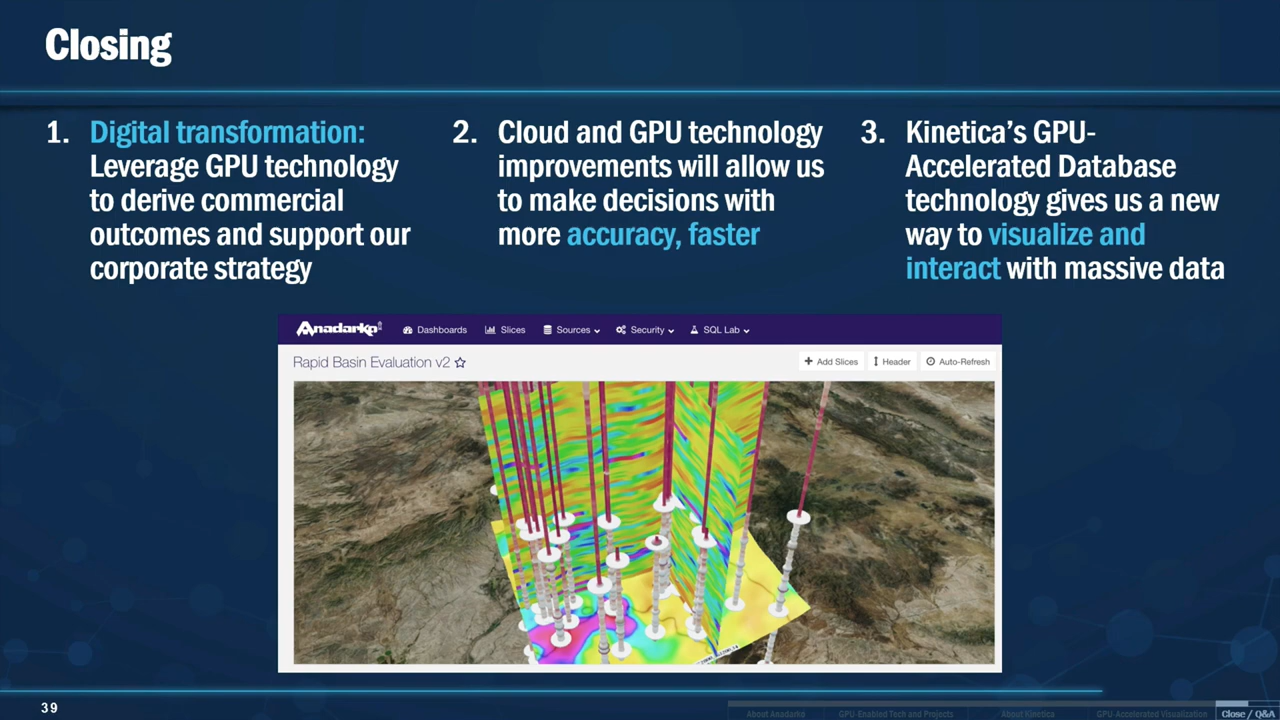 Closing
1. Digital transformation:
Leverage GPU technology
to derive commercial
outcomes and support our
corporate strategy
2. Cloud and GPU technology
improvements will allow us
to make decisions with
more accuracy, faster
3. Kinetica’s GPU-
Accelerated Database
technology gives us a new
way to visualize and
interact with massive data
Anadarko
Dashboards Slices Sources Security SQL Lab
Rapid Basin Evaluation v2
Add Slices Header Auto-Refresh
39
About Anadarko GPU-Enabled Tech and Projects About Kinetica GPU-Accelerated Visualization Close / Q&A